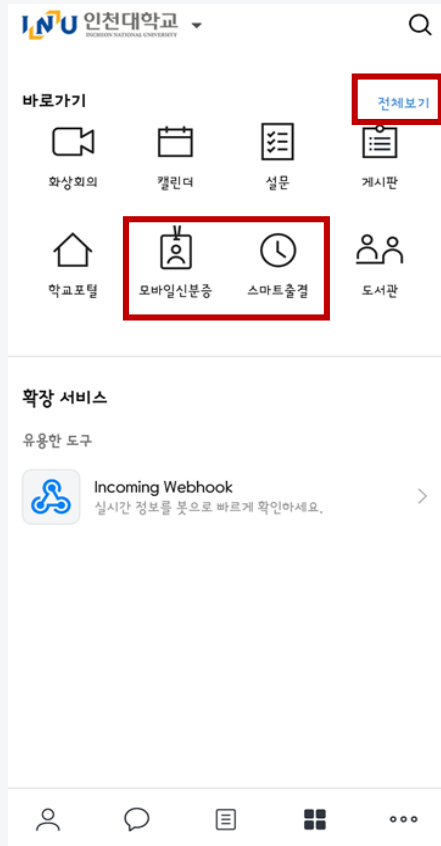 INU 인천대학교
INCHEON NATIONAL UNIVERSITY
바로가기
전체보기
화상회의 캘린더 설문 게시판
학교포털 모바일신분증 스마트출결 도서관
확장 서비스
유용한 도구
Incoming Webhook
실시간 정보를 봇으로 빠르게 확인하세요.